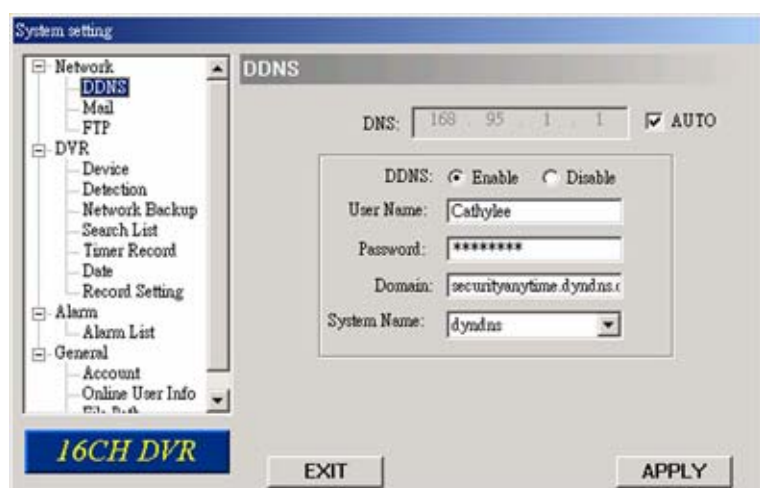 System setting
Network
DDNS
Mail
FTP
DVR
Device
Detection
Network Backup
Search List
Timer Record
Date
Record Setting
Alarm
Alarm List
General
Account
Online User Info
File Path
16CH DVR
DDNS
DNS: 168 . 95 . 1 . 1 AUTO
DDNS: Enable Disable
User Name: Cathylee
Password: ********
Domain: securityanytime.dyndns.
System Name: dyndns
EXIT APPLY